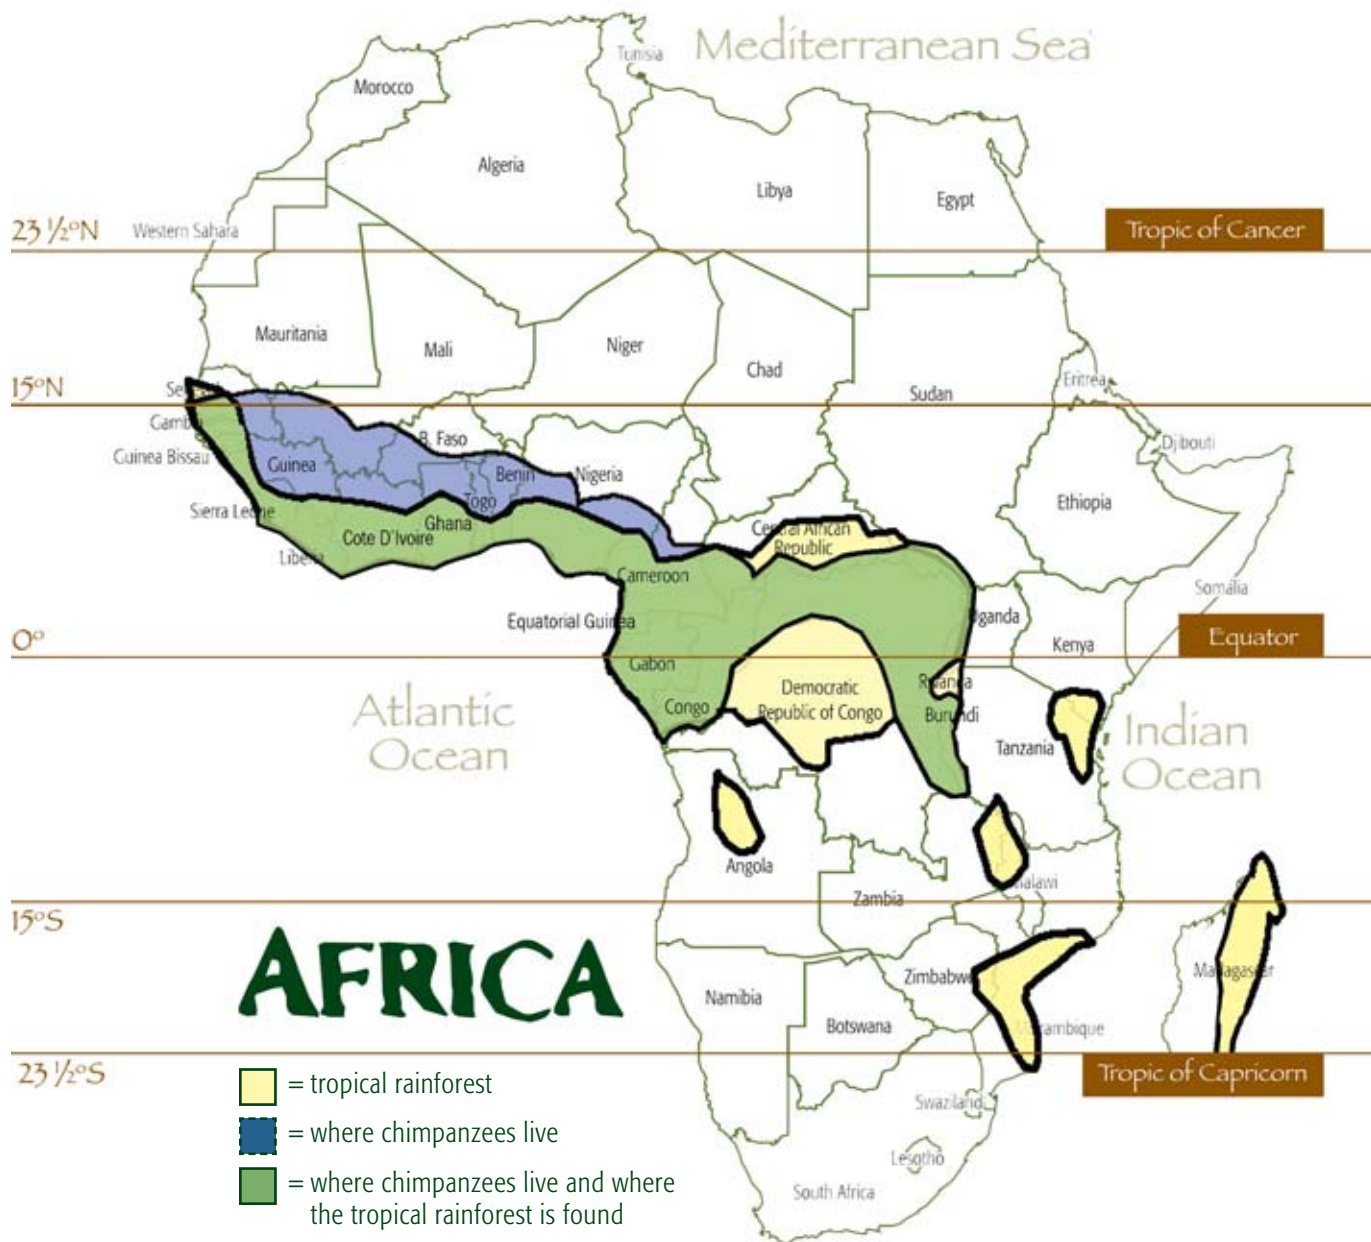 Mediterranean Sea
Tunisia
Morocco
Algeria
Libya
Egypt
23 ½°N
Western Sahara
Tropic of Cancer
Mauritania
Mali
Niger
Chad
Sudan
Eritrea
15°N
Gambia
B. Faso
Djibouti
Guinea Bissau
Guinea
Benin
Nigeria
Togo
Ethiopia
Sierra Leone
Ghana
Cote D'Ivoire
Central African
Republic
Liberia
Cameroon
Somalia
Equatorial Guinea
Uganda
0°
Kenya
Equator
Gabon
Rwanda
Democratic
Republic of Congo
Congo
Burundi
Atlantic
Ocean
Tanzania
Indian
Ocean
Angola
Malawi
Zambia
15°S
AFRICA
Zimbabwe
Madagascar
Namibia
Botswana
Mozambique
23 ½°S
Tropic of Capricorn
= tropical rainforest
Swaziland
= where chimpanzees live
Lesotho
= where chimpanzees live and where
the tropical rainforest is found
South Africa